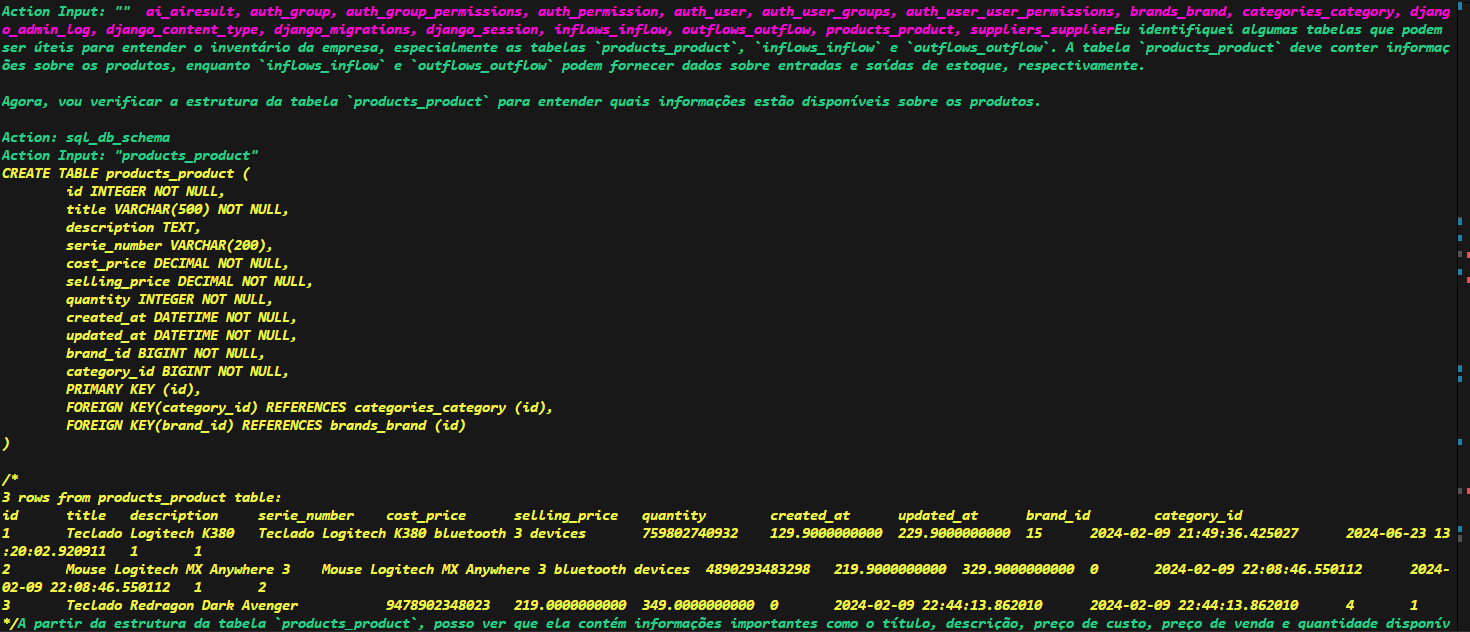 Action Input: ""  ai_airesult, auth_group, auth_group_permissions, auth_permission, auth_user, auth_user_groups, auth_user_user_permissions, brands_brand, categories_category, djang
o_admin_log, django_content_type, django_migrations, django_session, inflows_inflow, outflows_outflow, products_product, suppliers_supplierEu identifiquei algumas tabelas que podem
ser úteis para entender o inventário da empresa, especialmente as tabelas `products_product`, `inflows_inflow` e `outflows_outflow`. A tabela `products_product` deve conter informaç
ões sobre os produtos, enquanto `inflows_inflow` e `outflows_outflow` podem fornecer dados sobre entradas e saídas de estoque, respectivamente.
Agora, vou verificar a estrutura da tabela `products_product` para entender quais informações estão disponíveis sobre os produtos.
Action: sql_db_schema
Action Input: "products_product"
CREATE TABLE products_product (
id INTEGER NOT NULL,
title VARCHAR(500) NOT NULL,
description TEXT,
serie_number VARCHAR(200),
cost_price DECIMAL NOT NULL,
selling_price DECIMAL NOT NULL,
quantity INTEGER NOT NULL,
created_at DATETIME NOT NULL,
updated_at DATETIME NOT NULL,
brand_id BIGINT NOT NULL,
category_id BIGINT NOT NULL,
PRIMARY KEY (id),
FOREIGN KEY(category_id) REFERENCES categories_category (id),
FOREIGN KEY(brand_id) REFERENCES brands_brand (id)
)
/*
3 rows from products_product table:
id title description serie_number cost_price selling_price quantity created_at updated_at brand_id category_id
1 Teclado Logitech K380 Teclado Logitech K380 bluetooth 3 devices 759802740932 129.9000000000 229.9000000000 15 2024-02-09 21:49:36.425027 2024-06-23 13
:20:02.920911 1 1
2 Mouse Logitech MX Anywhere 3 Mouse Logitech MX Anywhere 3 bluetooth devices 4890293483298 219.9000000000 329.9000000000 0 2024-02-09 22:08:46.550112 2024-
02-09 22:08:46.550112 1 2
3 Teclado Redragon Dark Avenger 9478902348023 219.0000000000 349.0000000000 0 2024-02-09 22:44:13.862010 2024-02-09 22:44:13.862010 4 1
*/A partir da estrutura da tabela `products_product`, posso ver que ela contém informações importantes como o título, descrição, preço de custo, preço de venda e quantidade disponív